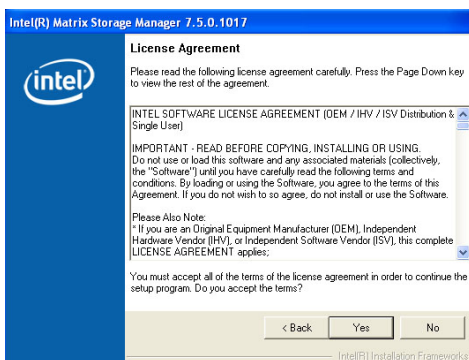 Intel(R) Matrix Storage Manager 7.5.0.1017
License Agreement
intel
Please read the following license agreement carefully. Press the Page Down key
to view the rest of the agreement.
INTEL SOFTWARE LICENSE AGREEMENT (OEM / IHV / ISV Distribution &
Single User)
IMPORTANT - READ BEFORE COPYING, INSTALLING OR USING.
Do not use or load this software and any associated materials (collectively,
the "Software") until you have carefully read the following terms and
conditions. By loading or using the Software, you agree to the terms of this
Agreement. If you do not wish to so agree, do not install or use the Software.
Please Also Note:
* If you are an Original Equipment Manufacturer (OEM), Independent
Hardware Vendor (IHV), or Independent Software Vendor (ISV), this complete
LICENSE AGREEMENT applies;
You must accept all of the terms of the license agreement in order to continue the
setup program. Do you accept the terms?
< Back Yes No
Intel(R) Installation Frameworks